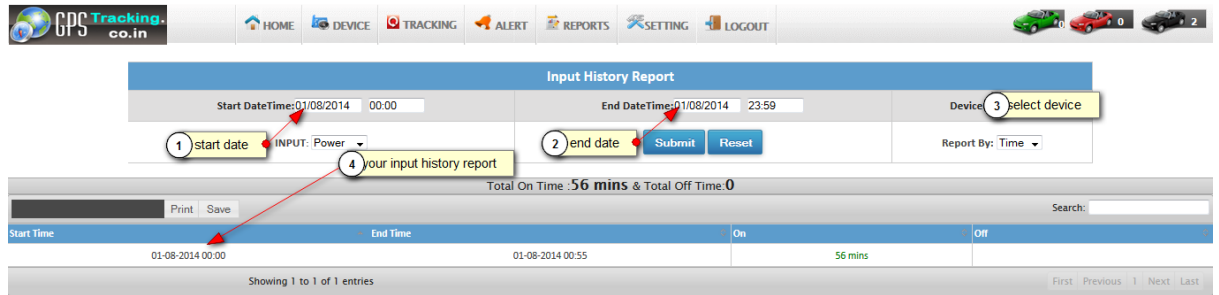 GPS Tracking.
co.in
HOME DEVICE TRACKING ALERT REPORTS SETTING LOGOUT
0 0 2
Input History Report
Start DateTime:01/08/2014 00:00 End DateTime:01/08/2014 23:59 Device 3 select device
1 start date INPUT: Power 2 end date Submit Reset Report By: Time
4 your input history report
Total On Time :56 mins & Total Off Time:0
Print Save Search:
Start Time End Time On Off
01-08-2014 00:00 01-08-2014 00:55 56 mins
Showing 1 to 1 of 1 entries First Previous 1 Next Last